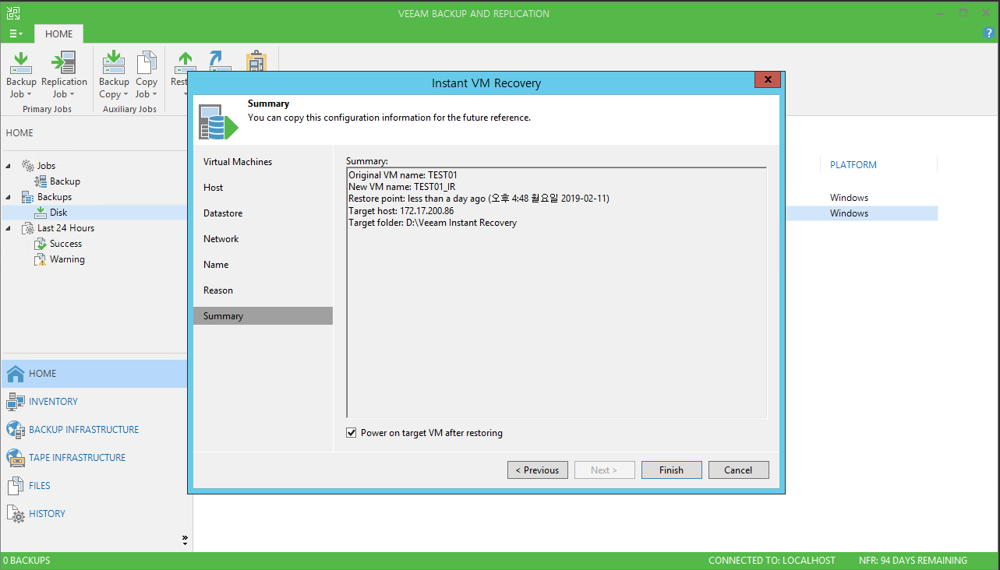 VEEAM BACKUP AND REPLICATION
HOME
Backup Job
Replication Job
Backup Copy
Copy Job
Rest
Primary Jobs
Auxiliary Jobs
HOME
Jobs
Backup
Backups
Disk
Last 24 Hours
Success
Warning
HOME
INVENTORY
BACKUP INFRASTRUCTURE
TAPE INFRASTRUCTURE
FILES
HISTORY
Instant VM Recovery
Summary
You can copy this configuration information for the future reference.
Virtual Machines
Host
Datastore
Network
Name
Reason
Summary
Summary:
Original VM name: TEST01
New VM name: TEST01_IR
Restore point: less than a day ago (오후 4:48 월요일 2019-02-11)
Target host: 172.17.200.86
Target folder: D:\Veeam Instant Recovery
Power on target VM after restoring
< Previous
Next >
Finish
Cancel
PLATFORM
Windows
Windows
0 BACKUPS
CONNECTED TO: LOCALHOST
NFR: 94 DAYS REMAINING